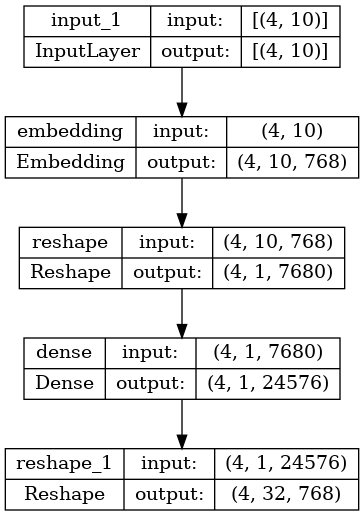 input_1 input: [(4, 10)]
InputLayer output: [(4, 10)]
embedding input: (4, 10)
Embedding output: (4, 10, 768)
reshape input: (4, 10, 768)
Reshape output: (4, 1, 7680)
dense input: (4, 1, 7680)
Dense output: (4, 1, 24576)
reshape_1 input: (4, 1, 24576)
Reshape output: (4, 32, 768)